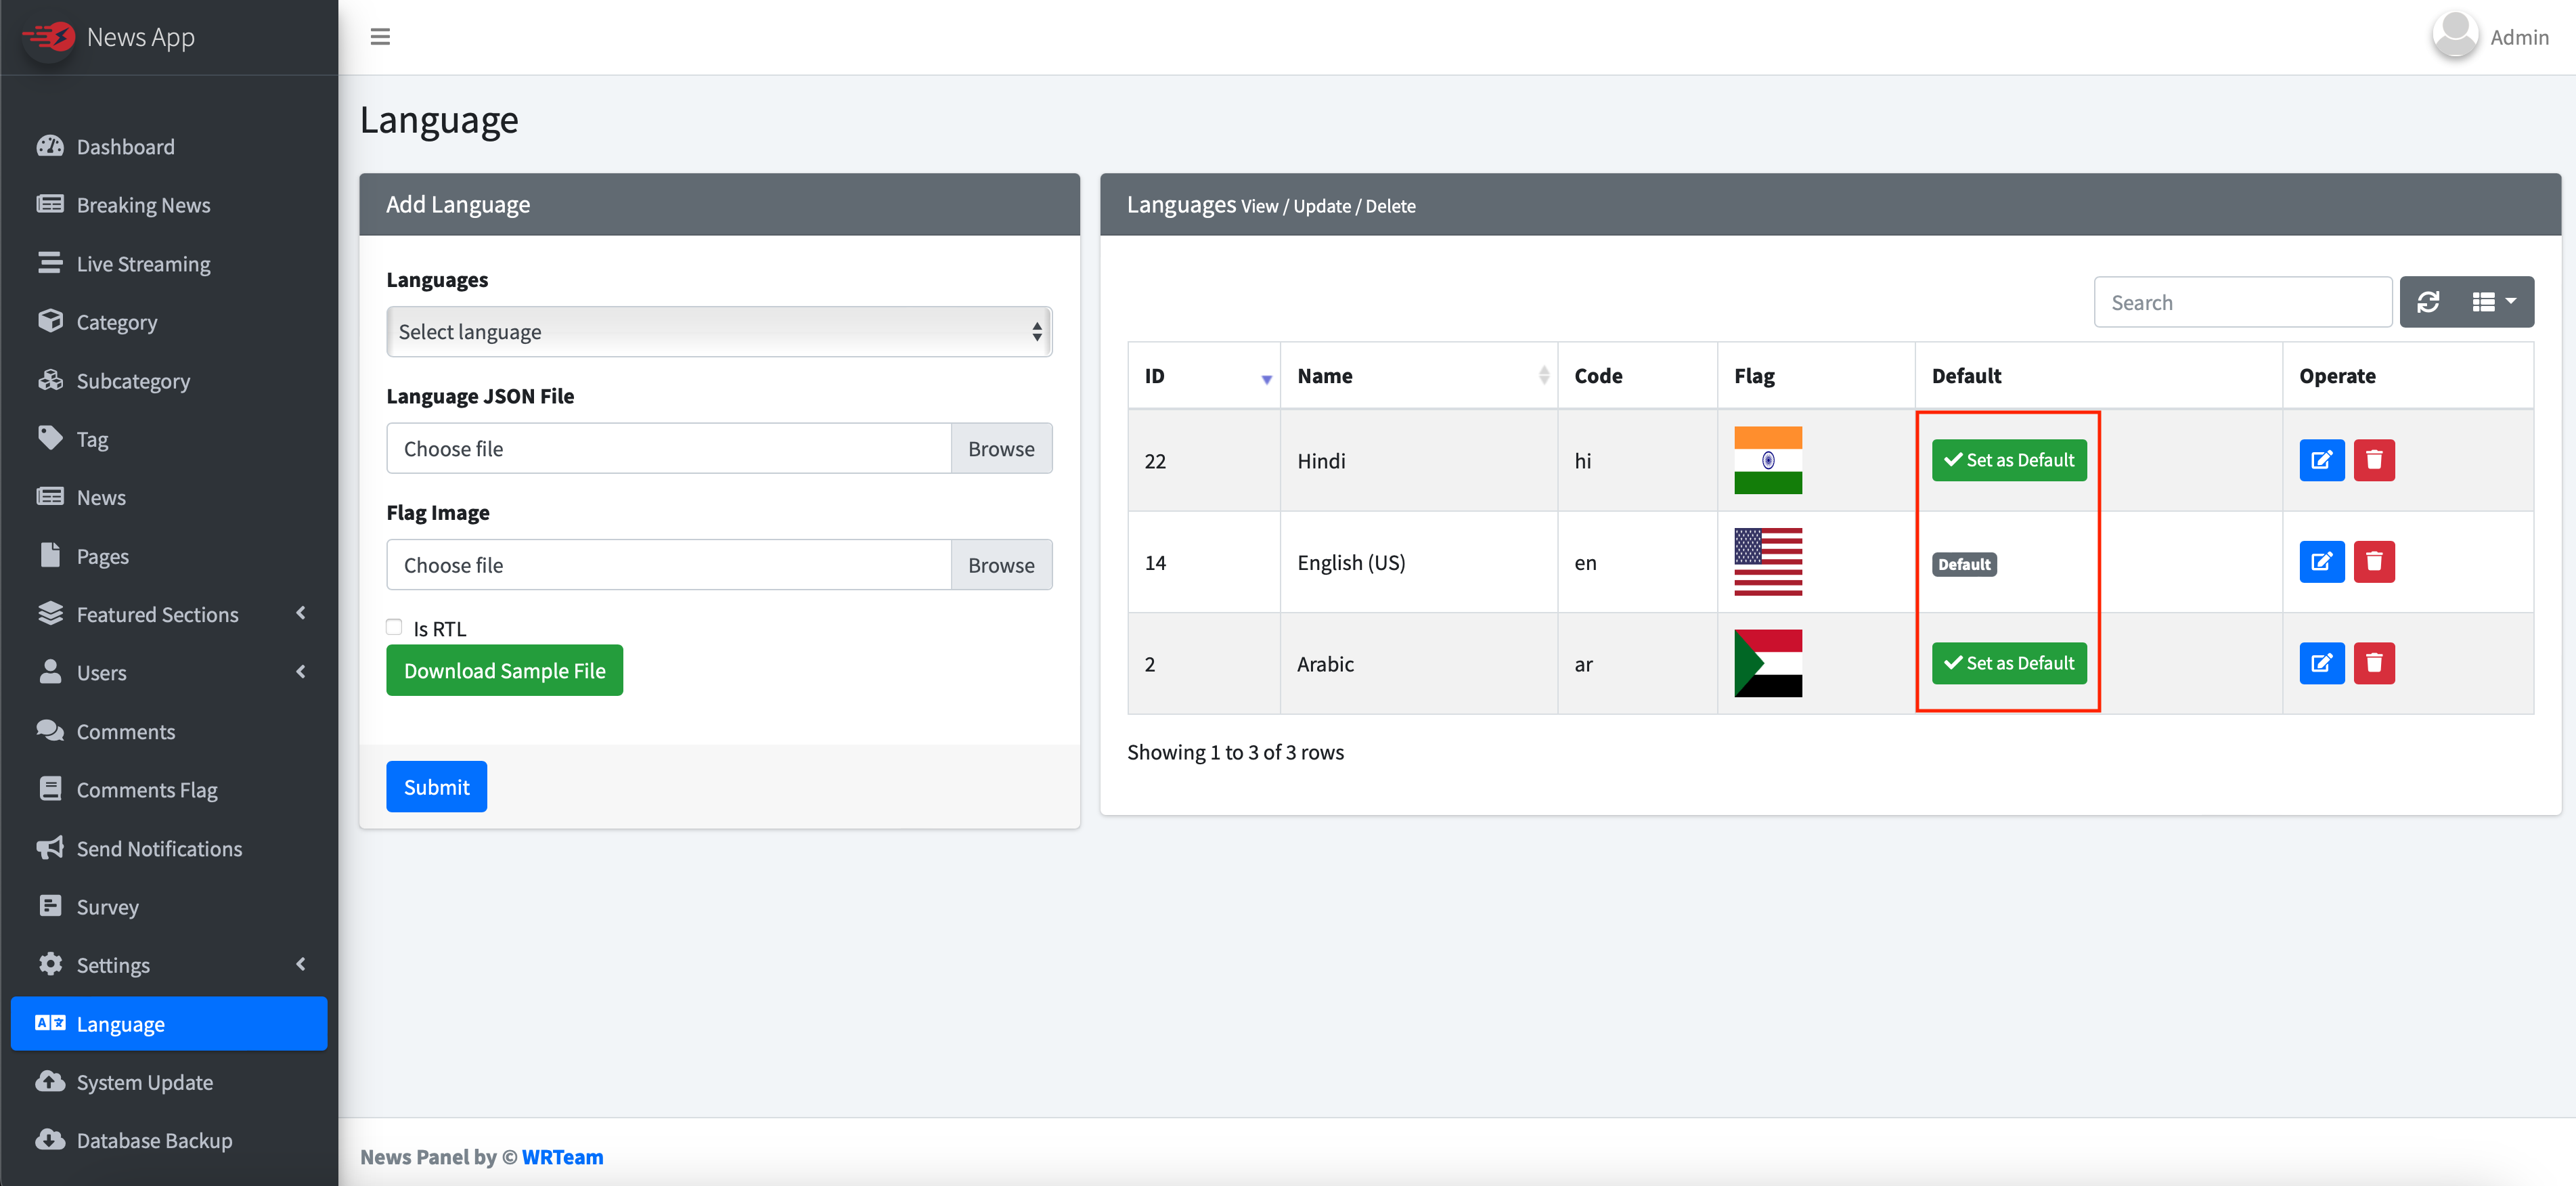 News App
Admin
Dashboard
Breaking News
Live Streaming
Category
Subcategory
Tag
News
Pages
Featured Sections
Users
Comments
Comments Flag
Send Notifications
Survey
Settings
Language
System Update
Database Backup
Language
Add Language
Languages
Select language
Language JSON File
Choose file Browse
Flag Image
Choose file Browse
Is RTL
Download Sample File
Submit
Languages View / Update / Delete
Search
ID Name Code Flag Default Operate
22 Hindi hi Set as Default
14 English (US) en Default
2 Arabic ar Set as Default
Showing 1 to 3 of 3 rows
News Panel by © WRTeam